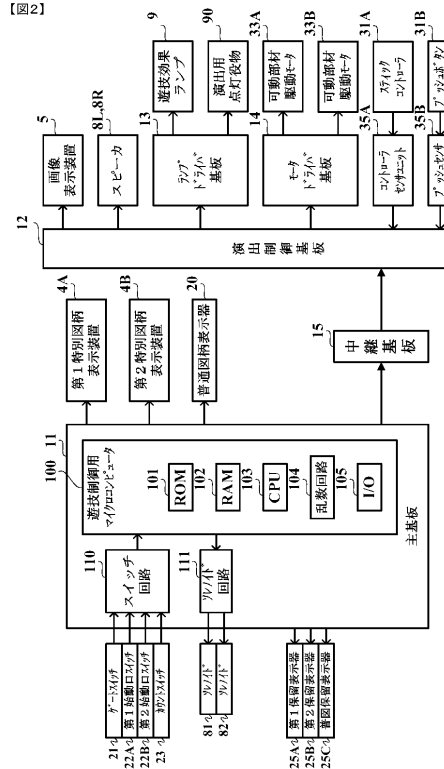 【図2】
5
画像
表示装置
8L,8R
スピーカ
9
遊技効果
ランプ
90
演出用
点灯役物
33A
可動部材
駆動モータ
33B
可動部材
駆動モータ
31A
スティック
コントローラ
31B
プッシュボタン
13
ランプ
ドライバ
基板
14
モータ
ドライバ
基板
35A
コントローラ
センサユニット
35B
プッシュセンサ
12
演出制御基板
4A
第1特別図柄
表示装置
4B
第2特別図柄
表示装置
20
普通図柄表示器
15
中継基板
11
主基板
100
遊技制御用
マイクロコンピュータ
101
ROM
102
RAM
103
CPU
104
乱数回路
105
I/O
110
スイッチ
回路
111
ソレノイド
回路
21
ゲートスイッチ
22A
第1始動口スイッチ
22B
第2始動口スイッチ
23
カウントスイッチ
81
ソレノイド
82
ソレノイド
25A
第1保留表示器
25B
第2保留表示器
25C
普図保留表示器